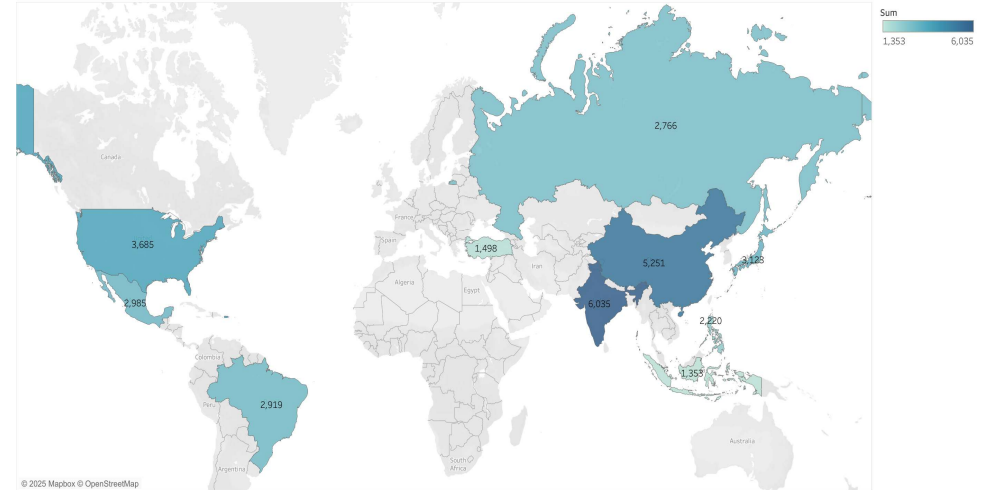 Sum
1,353 6,035
2,766
Canada
3,685
France
Spain
1,498
Iran
5,251
3,123
Algeria
Egypt
2,985
6,035
2,220
Colombia
1,353
Peru
2,919
Australia
South
Africa
Argentina
© 2025 Mapbox © OpenStreetMap